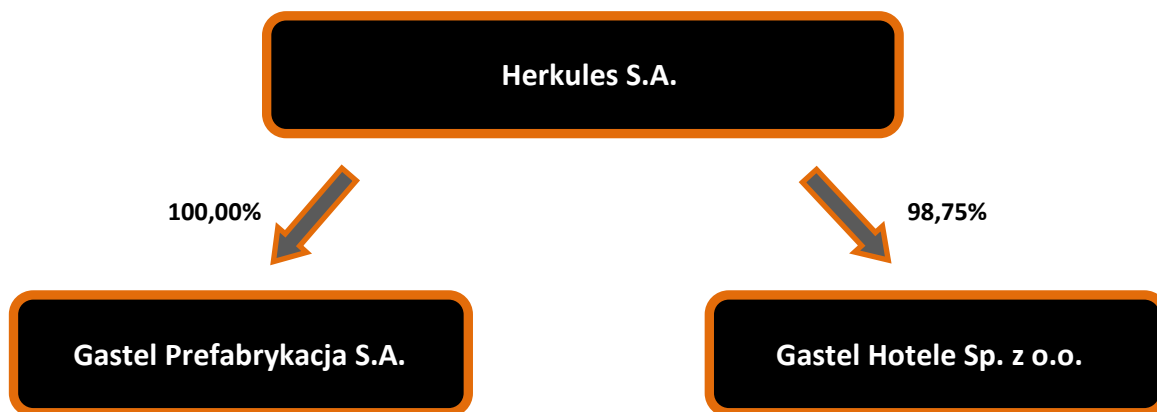 Herkules S.A.
100,00%
98,75%
Gastel Prefabrykacja S.A.
Gastel Hotele Sp. z o.o.